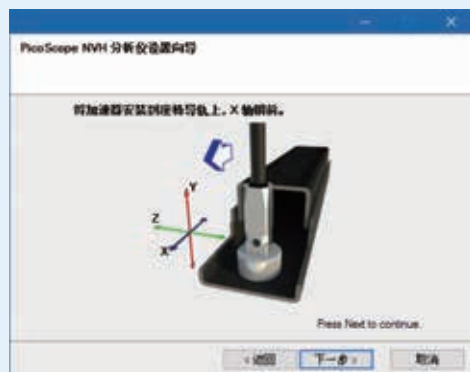 PicoScope NVH 分析仪设置向导
将加速器安装到座椅导轨上。X 轴朝前。
Y
Z
X
Press Next to continue.
< 返回
下一步 >
取消